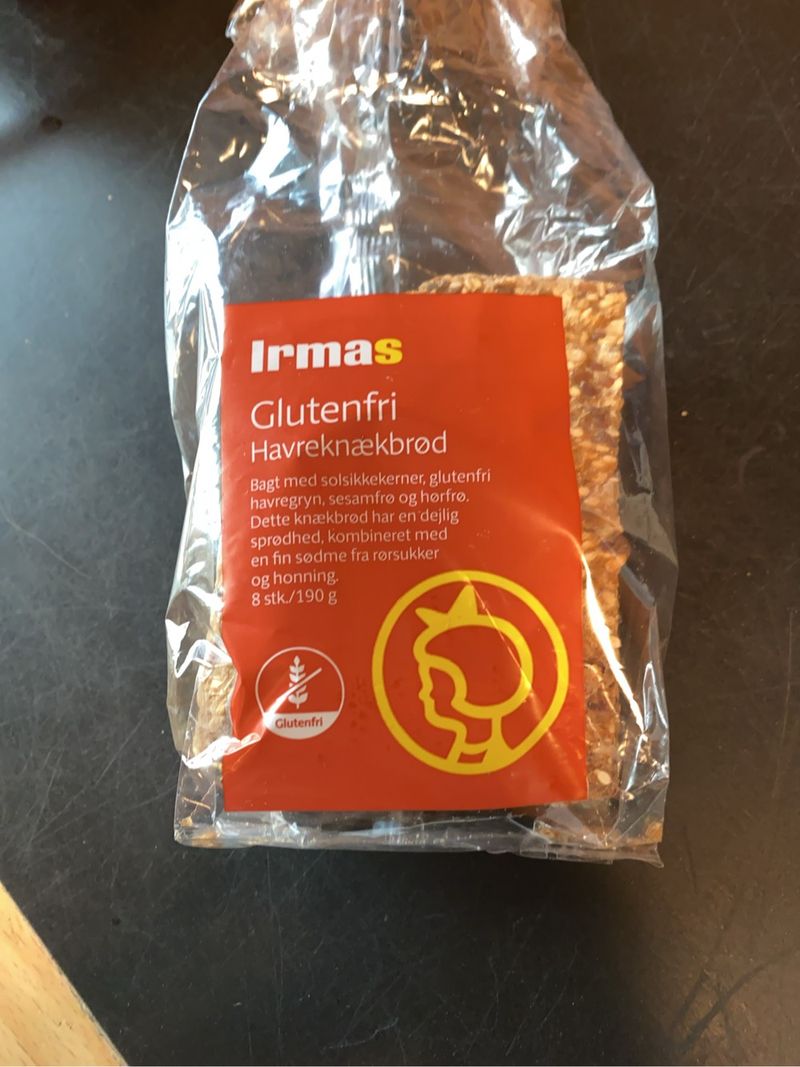 Irmas
Glutenfri
Havreknækbrød
Bagt med solsikkekerner, glutenfri
havregryn, sesamfrø og hørfrø.
Dette knækbrød har en dejlig
sprødhed, kombineret med
en fin sødme fra rørsukker
og honning.
8 stk./190 g
Glutenfri